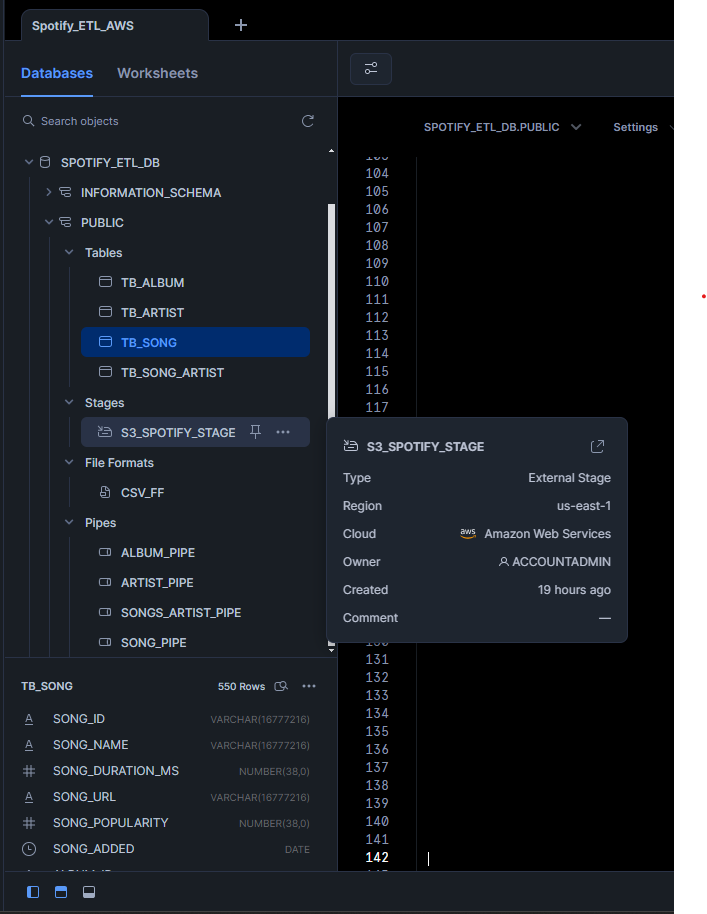 Spotify_ETL_AWS
Databases Worksheets
Search objects
SPOTIFY_ETL_DB.PUBLIC Settings
SPOTIFY_ETL_DB
INFORMATION_SCHEMA
PUBLIC
Tables
TB_ALBUM
TB_ARTIST
TB_SONG
TB_SONG_ARTIST
Stages
S3_SPOTIFY_STAGE
File Formats
CSV_FF
Pipes
ALBUM_PIPE
ARTIST_PIPE
SONGS_ARTIST_PIPE
SONG_PIPE
104
105
106
107
108
109
110
111
112
113
114
115
116
117
S3_SPOTIFY_STAGE
Type External Stage
Region us-east-1
Cloud aws Amazon Web Services
Owner ACCOUNTADMIN
Created 19 hours ago
Comment —
131
132
133
134
135
136
137
138
139
140
141
142
TB_SONG 550 Rows
SONG_ID VARCHAR(16777216)
SONG_NAME VARCHAR(16777216)
SONG_DURATION_MS NUMBER(38,0)
SONG_URL VARCHAR(16777216)
SONG_POPULARITY NUMBER(38,0)
SONG_ADDED DATE